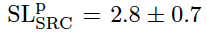 SL^p_SRC = 2.8 ± 0.7